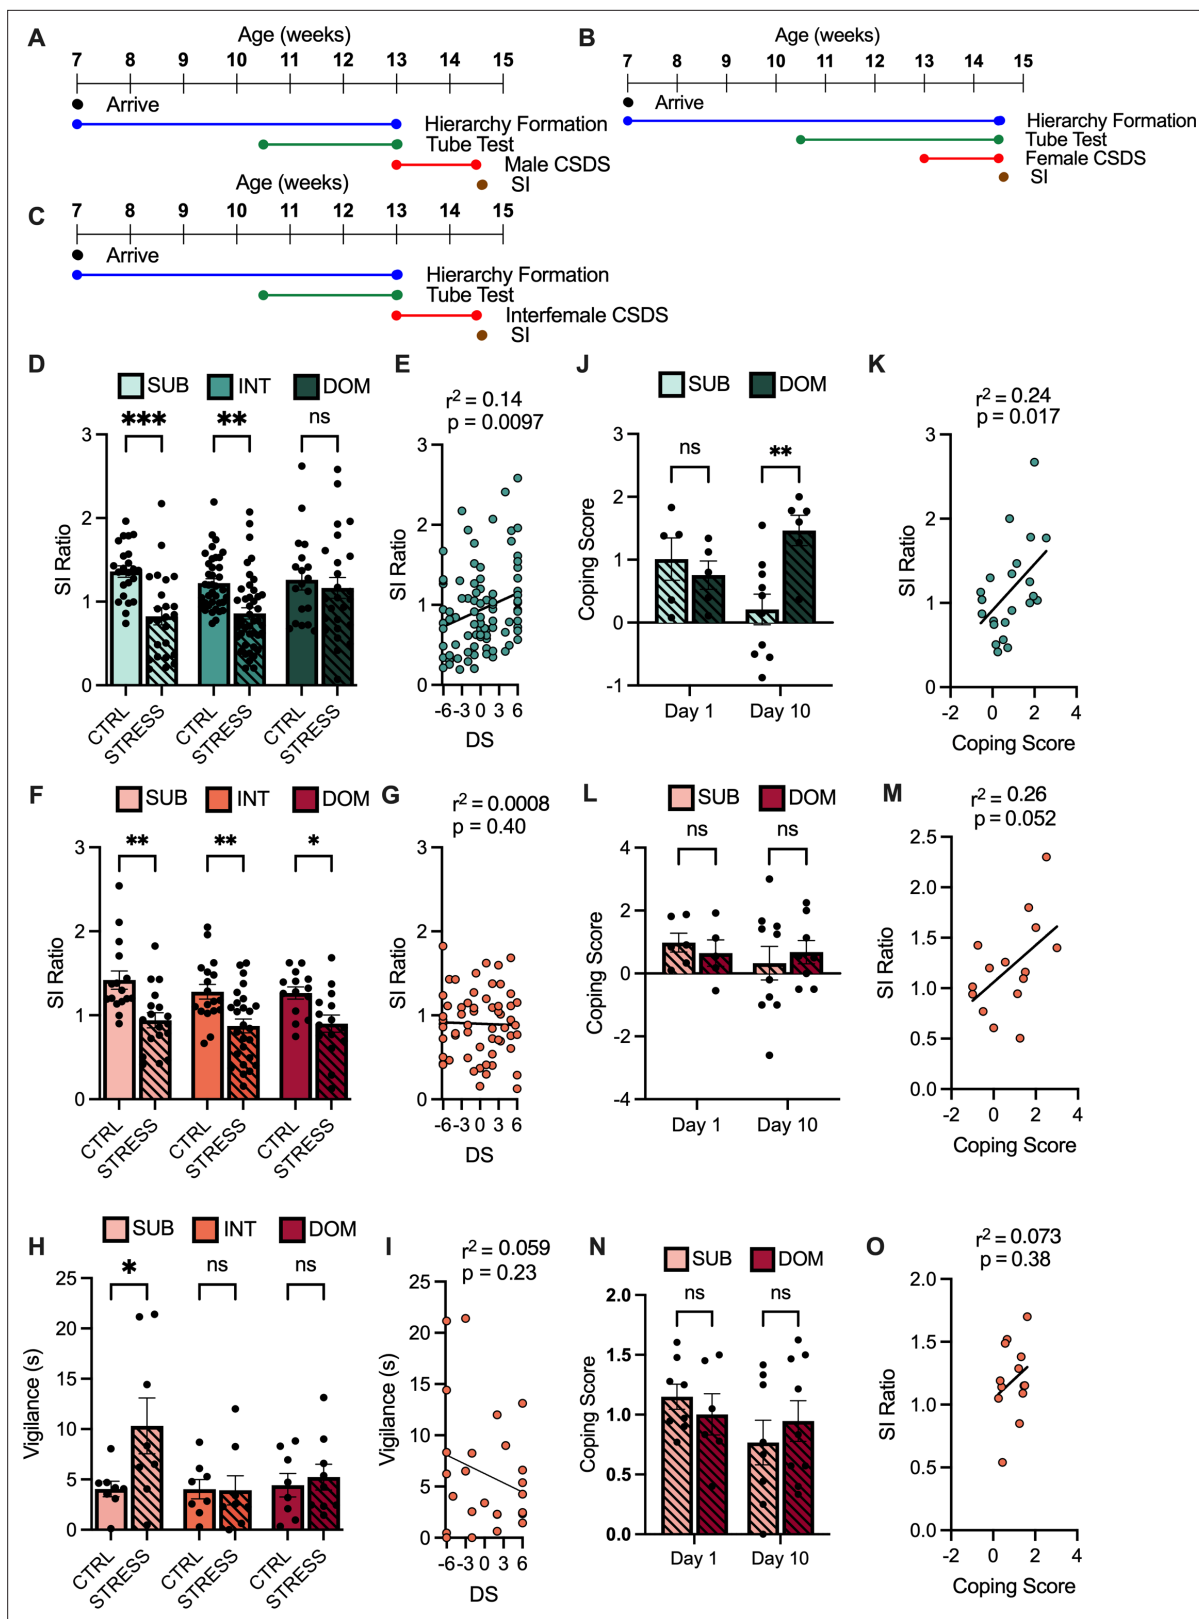 A
Age (weeks)
7 8 9 10 11 12 13 14 15
Arrive
Hierarchy Formation
Tube Test
Male CSDS
SI
B
Age (weeks)
7 8 9 10 11 12 13 14 15
Arrive
Hierarchy Formation
Tube Test
Female CSDS
SI
C
Age (weeks)
7 8 9 10 11 12 13 14 15
Arrive
Hierarchy Formation
Tube Test
Interfemale CSDS
SI
D
SUB INT DOM
*** ** ns
SI Ratio
3
2
1
0
CTRL STRESS CTRL STRESS CTRL STRESS
E
r² = 0.14
p = 0.0097
SI Ratio
3
2
1
0
-6 -3 0 3 6
DS
J
SUB DOM
ns **
Coping Score
3
2
1
0
-1
Day 1 Day 10
K
r² = 0.24
p = 0.017
SI Ratio
3
2
1
0
-2 0 2 4
Coping Score
F
SUB INT DOM
** ** *
SI Ratio
3
2
1
0
CTRL STRESS CTRL STRESS CTRL STRESS
G
r² = 0.0008
p = 0.40
SI Ratio
3
2
1
0
-6 -3 0 3 6
DS
L
SUB DOM
ns ns
Coping Score
4
2
0
-2
-4
Day 1 Day 10
M
r² = 0.26
p = 0.052
SI Ratio
2.5
2.0
1.5
1.0
0.5
0.0
-2 0 2 4
Coping Score
H
SUB INT DOM
* ns ns
Vigilance (s)
25
20
15
10
5
0
CTRL STRESS CTRL STRESS CTRL STRESS
I
r² = 0.059
p = 0.23
Vigilance (s)
25
20
15
10
5
0
-6 -3 0 3 6
DS
N
SUB DOM
ns ns
Coping Score
2.0
1.5
1.0
0.5
0.0
Day 1 Day 10
O
r² = 0.073
p = 0.38
SI Ratio
2.0
1.5
1.0
0.5
0.0
-2 0 2 4
Coping Score